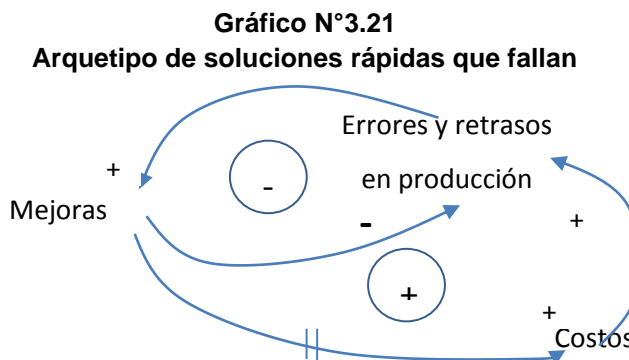 Gráfico N°3.21
Arquetipo de soluciones rápidas que fallan
Errores y retrasos
+
-
en producción
Mejoras
-
+
+
+
Costos